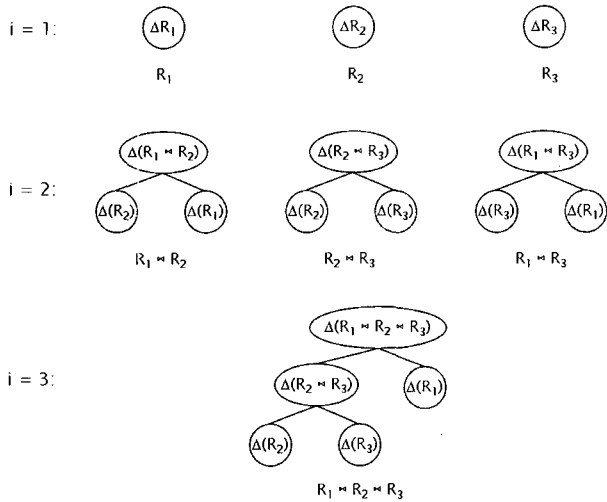 i = 1:
ΔR₁ ΔR₂ ΔR₃
R₁ R₂ R₃
Δ(R₁ ⋈ R₂) Δ(R₂ ⋈ R₃) Δ(R₁ ⋈ R₃)
i = 2:
Δ(R₂) Δ(R₁) Δ(R₂) Δ(R₃) Δ(R₃) Δ(R₁)
R₁ ⋈ R₂ R₂ ⋈ R₃ R₁ ⋈ R₃
Δ(R₁ ⋈ R₂ ⋈ R₃)
i = 3:
Δ(R₂ ⋈ R₃) Δ(R₁)
Δ(R₂) Δ(R₃)
R₁ ⋈ R₂ ⋈ R₃